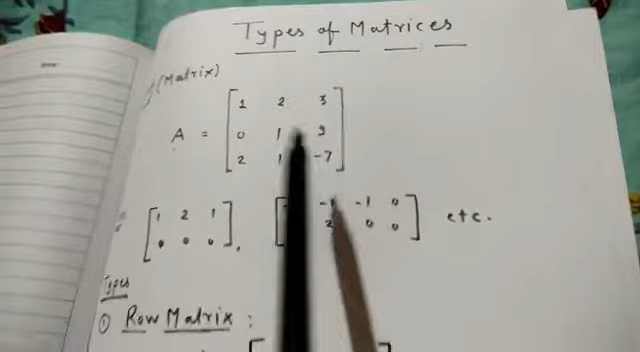 Types of Matrices
(Matrix)
A = [1 2 3
0 1 9
2 1 -7]
[1 2 1
0 0 0], [-1 -1 0
2 0 0] etc.
Types
① Row Matrix :